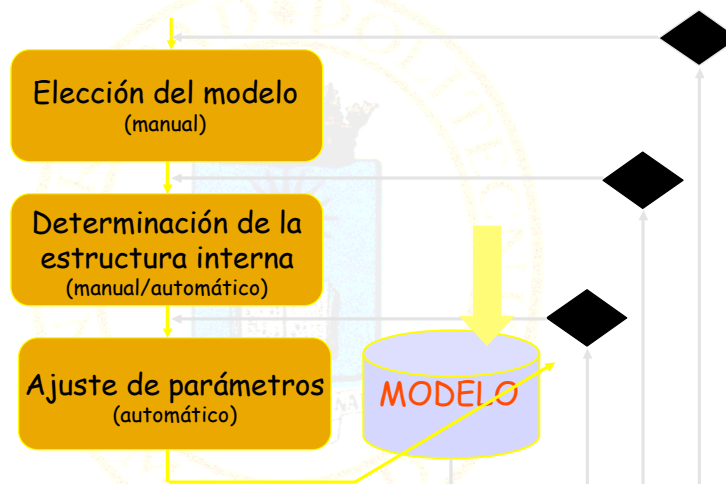 Elección del modelo
(manual)
Determinación de la
estructura interna
(manual/automático)
Ajuste de parámetros
(automático)
MODELO